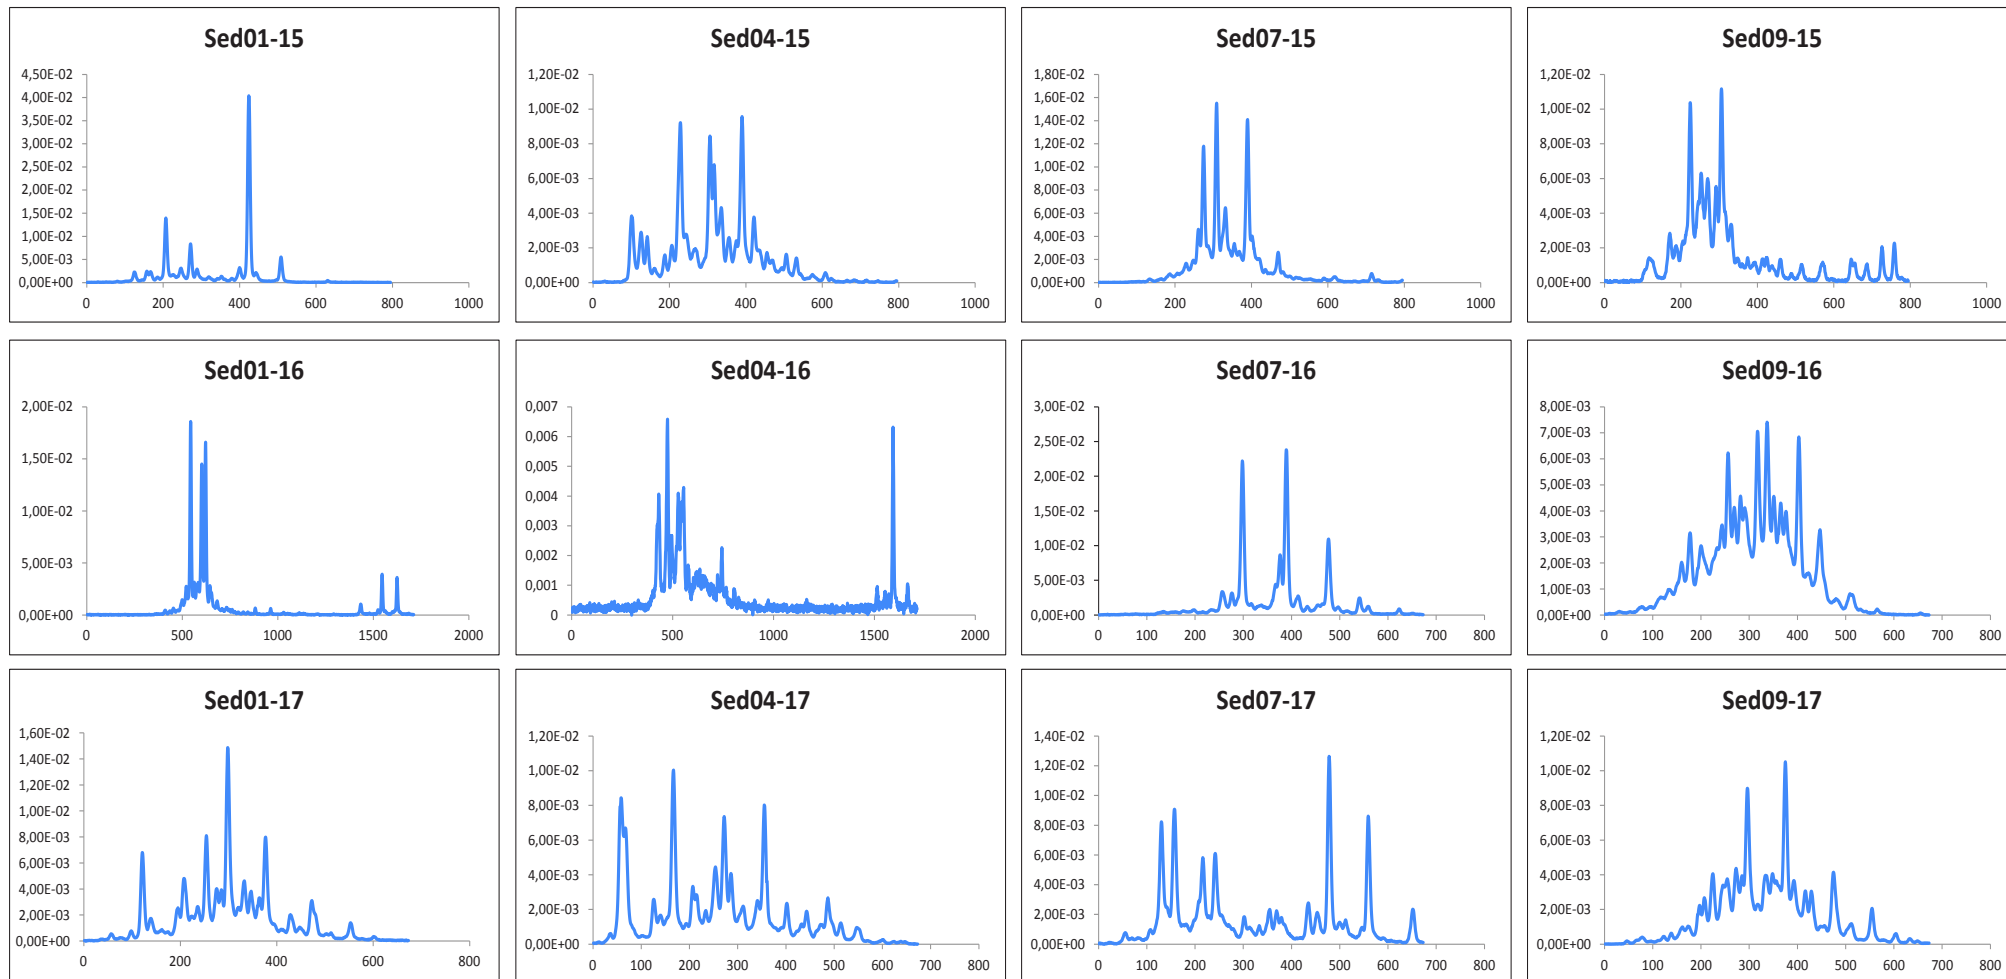 Sed01-15
4,50E-02
4,00E-02
3,50E-02
3,00E-02
2,50E-02
2,00E-02
1,50E-02
1,00E-02
5,00E-03
0,00E+00
0 200 400 600 800 1000
Sed04-15
1,20E-02
1,00E-02
8,00E-03
6,00E-03
4,00E-03
2,00E-03
0,00E+00
0 200 400 600 800 1000
Sed07-15
1,80E-02
1,60E-02
1,40E-02
1,20E-02
1,00E-02
8,00E-03
6,00E-03
4,00E-03
2,00E-03
0,00E+00
0 200 400 600 800 1000
Sed09-15
1,20E-02
1,00E-02
8,00E-03
6,00E-03
4,00E-03
2,00E-03
0,00E+00
0 200 400 600 800 1000
Sed01-16
2,00E-02
1,50E-02
1,00E-02
5,00E-03
0,00E+00
0 500 1000 1500 2000
Sed04-16
0,007
0,006
0,005
0,004
0,003
0,002
0,001
0
0 500 1000 1500 2000
Sed07-16
3,00E-02
2,50E-02
2,00E-02
1,50E-02
1,00E-02
5,00E-03
0,00E+00
0 100 200 300 400 500 600 700 800
Sed09-16
8,00E-03
7,00E-03
6,00E-03
5,00E-03
4,00E-03
3,00E-03
2,00E-03
1,00E-03
0,00E+00
0 100 200 300 400 500 600 700 800
Sed01-17
1,60E-02
1,40E-02
1,20E-02
1,00E-02
8,00E-03
6,00E-03
4,00E-03
2,00E-03
0,00E+00
0 200 400 600 800
Sed04-17
1,20E-02
1,00E-02
8,00E-03
6,00E-03
4,00E-03
2,00E-03
0,00E+00
0 100 200 300 400 500 600 700 800
Sed07-17
1,40E-02
1,20E-02
1,00E-02
8,00E-03
6,00E-03
4,00E-03
2,00E-03
0,00E+00
0 100 200 300 400 500 600 700 800
Sed09-17
1,20E-02
1,00E-02
8,00E-03
6,00E-03
4,00E-03
2,00E-03
0,00E+00
0 100 200 300 400 500 600 700 800